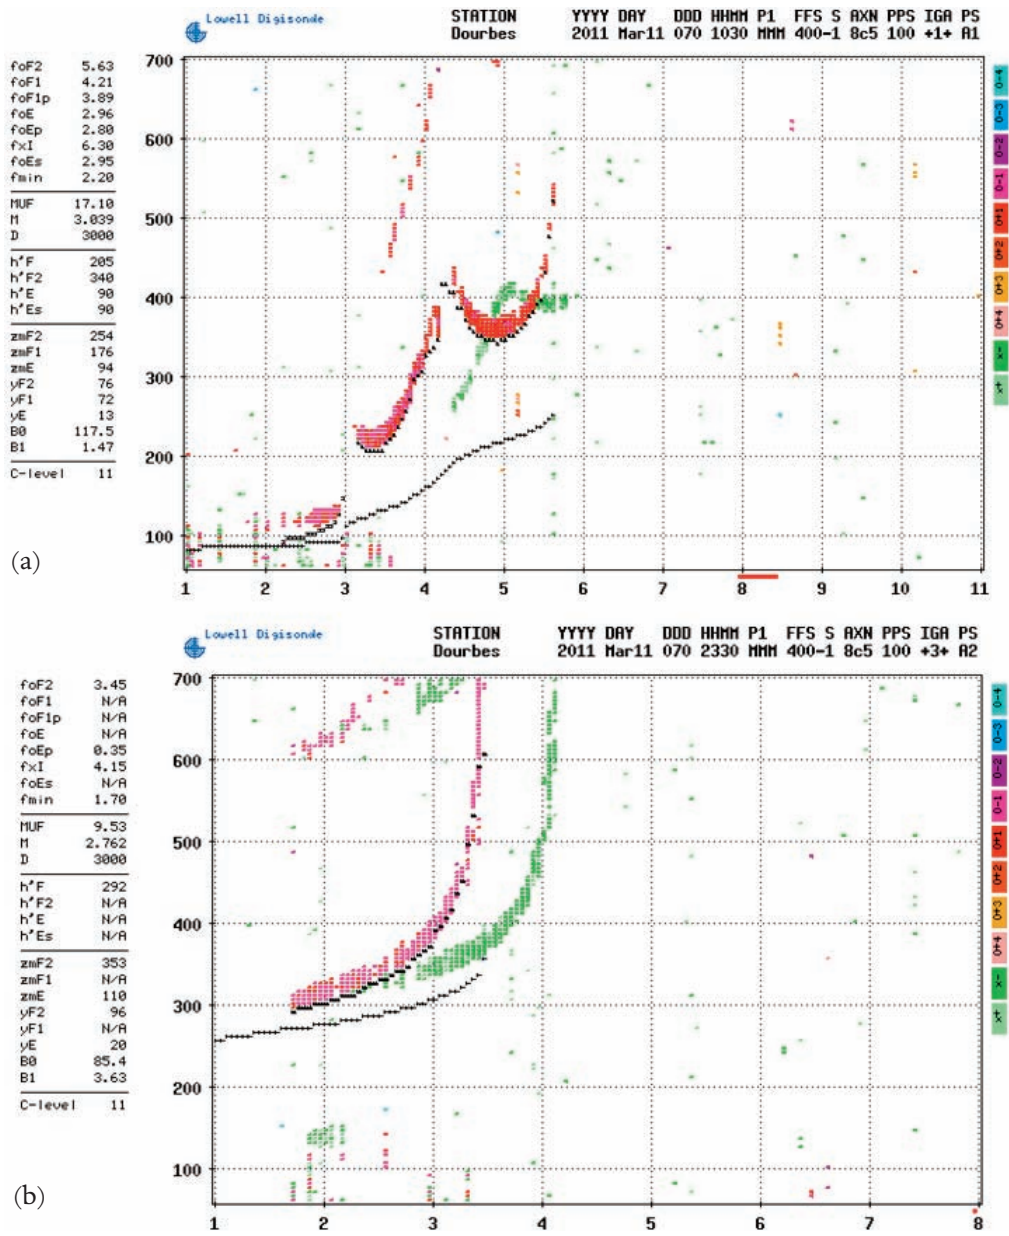 Lowell Digisonde
STATION YYYY DAY DDD HHMM P1 FFS S AXN PPS IGA PS
Dourbes 2011 Mar11 070 1030 MMM 400-1 8c5 100 +1+ A1
foF2 5.63
foF1 4.21
foF1p 3.89
foE 2.96
foEp 2.80
fxI 6.30
foEs 2.95
fmin 2.20
MUF 17.10
M 3.039
D 3000
h'F 205
h'F2 340
h'E 90
h'Es 90
zmF2 254
zmF1 176
zmE 94
yF2 76
yF1 72
yE 13
B0 117.5
B1 1.47
C-level 11
700
600
500
400
300
200
100
1 2 3 4 5 6 7 8 9 10 11
O-4
O-3
O-2
O-1
O+1
O+2
O+3
O+4
X-
X+
(a)
Lowell Digisonde
STATION YYYY DAY DDD HHMM P1 FFS S AXN PPS IGA PS
Dourbes 2011 Mar11 070 2330 MMM 400-1 8c5 100 +3+ A2
foF2 3.45
foF1 N/A
foF1p N/A
foE N/A
foEp 0.35
fxI 4.15
foEs N/A
fmin 1.70
MUF 9.53
M 2.762
D 3000
h'F 292
h'F2 N/A
h'E N/A
h'Es N/A
zmF2 353
zmF1 N/A
zmE 110
yF2 96
yF1 N/A
yE 20
B0 85.4
B1 3.63
C-level 11
700
600
500
400
300
200
100
1 2 3 4 5 6 7 8
O-4
O-3
O-2
O-1
O+1
O+2
O+3
O+4
X-
X+
(b)